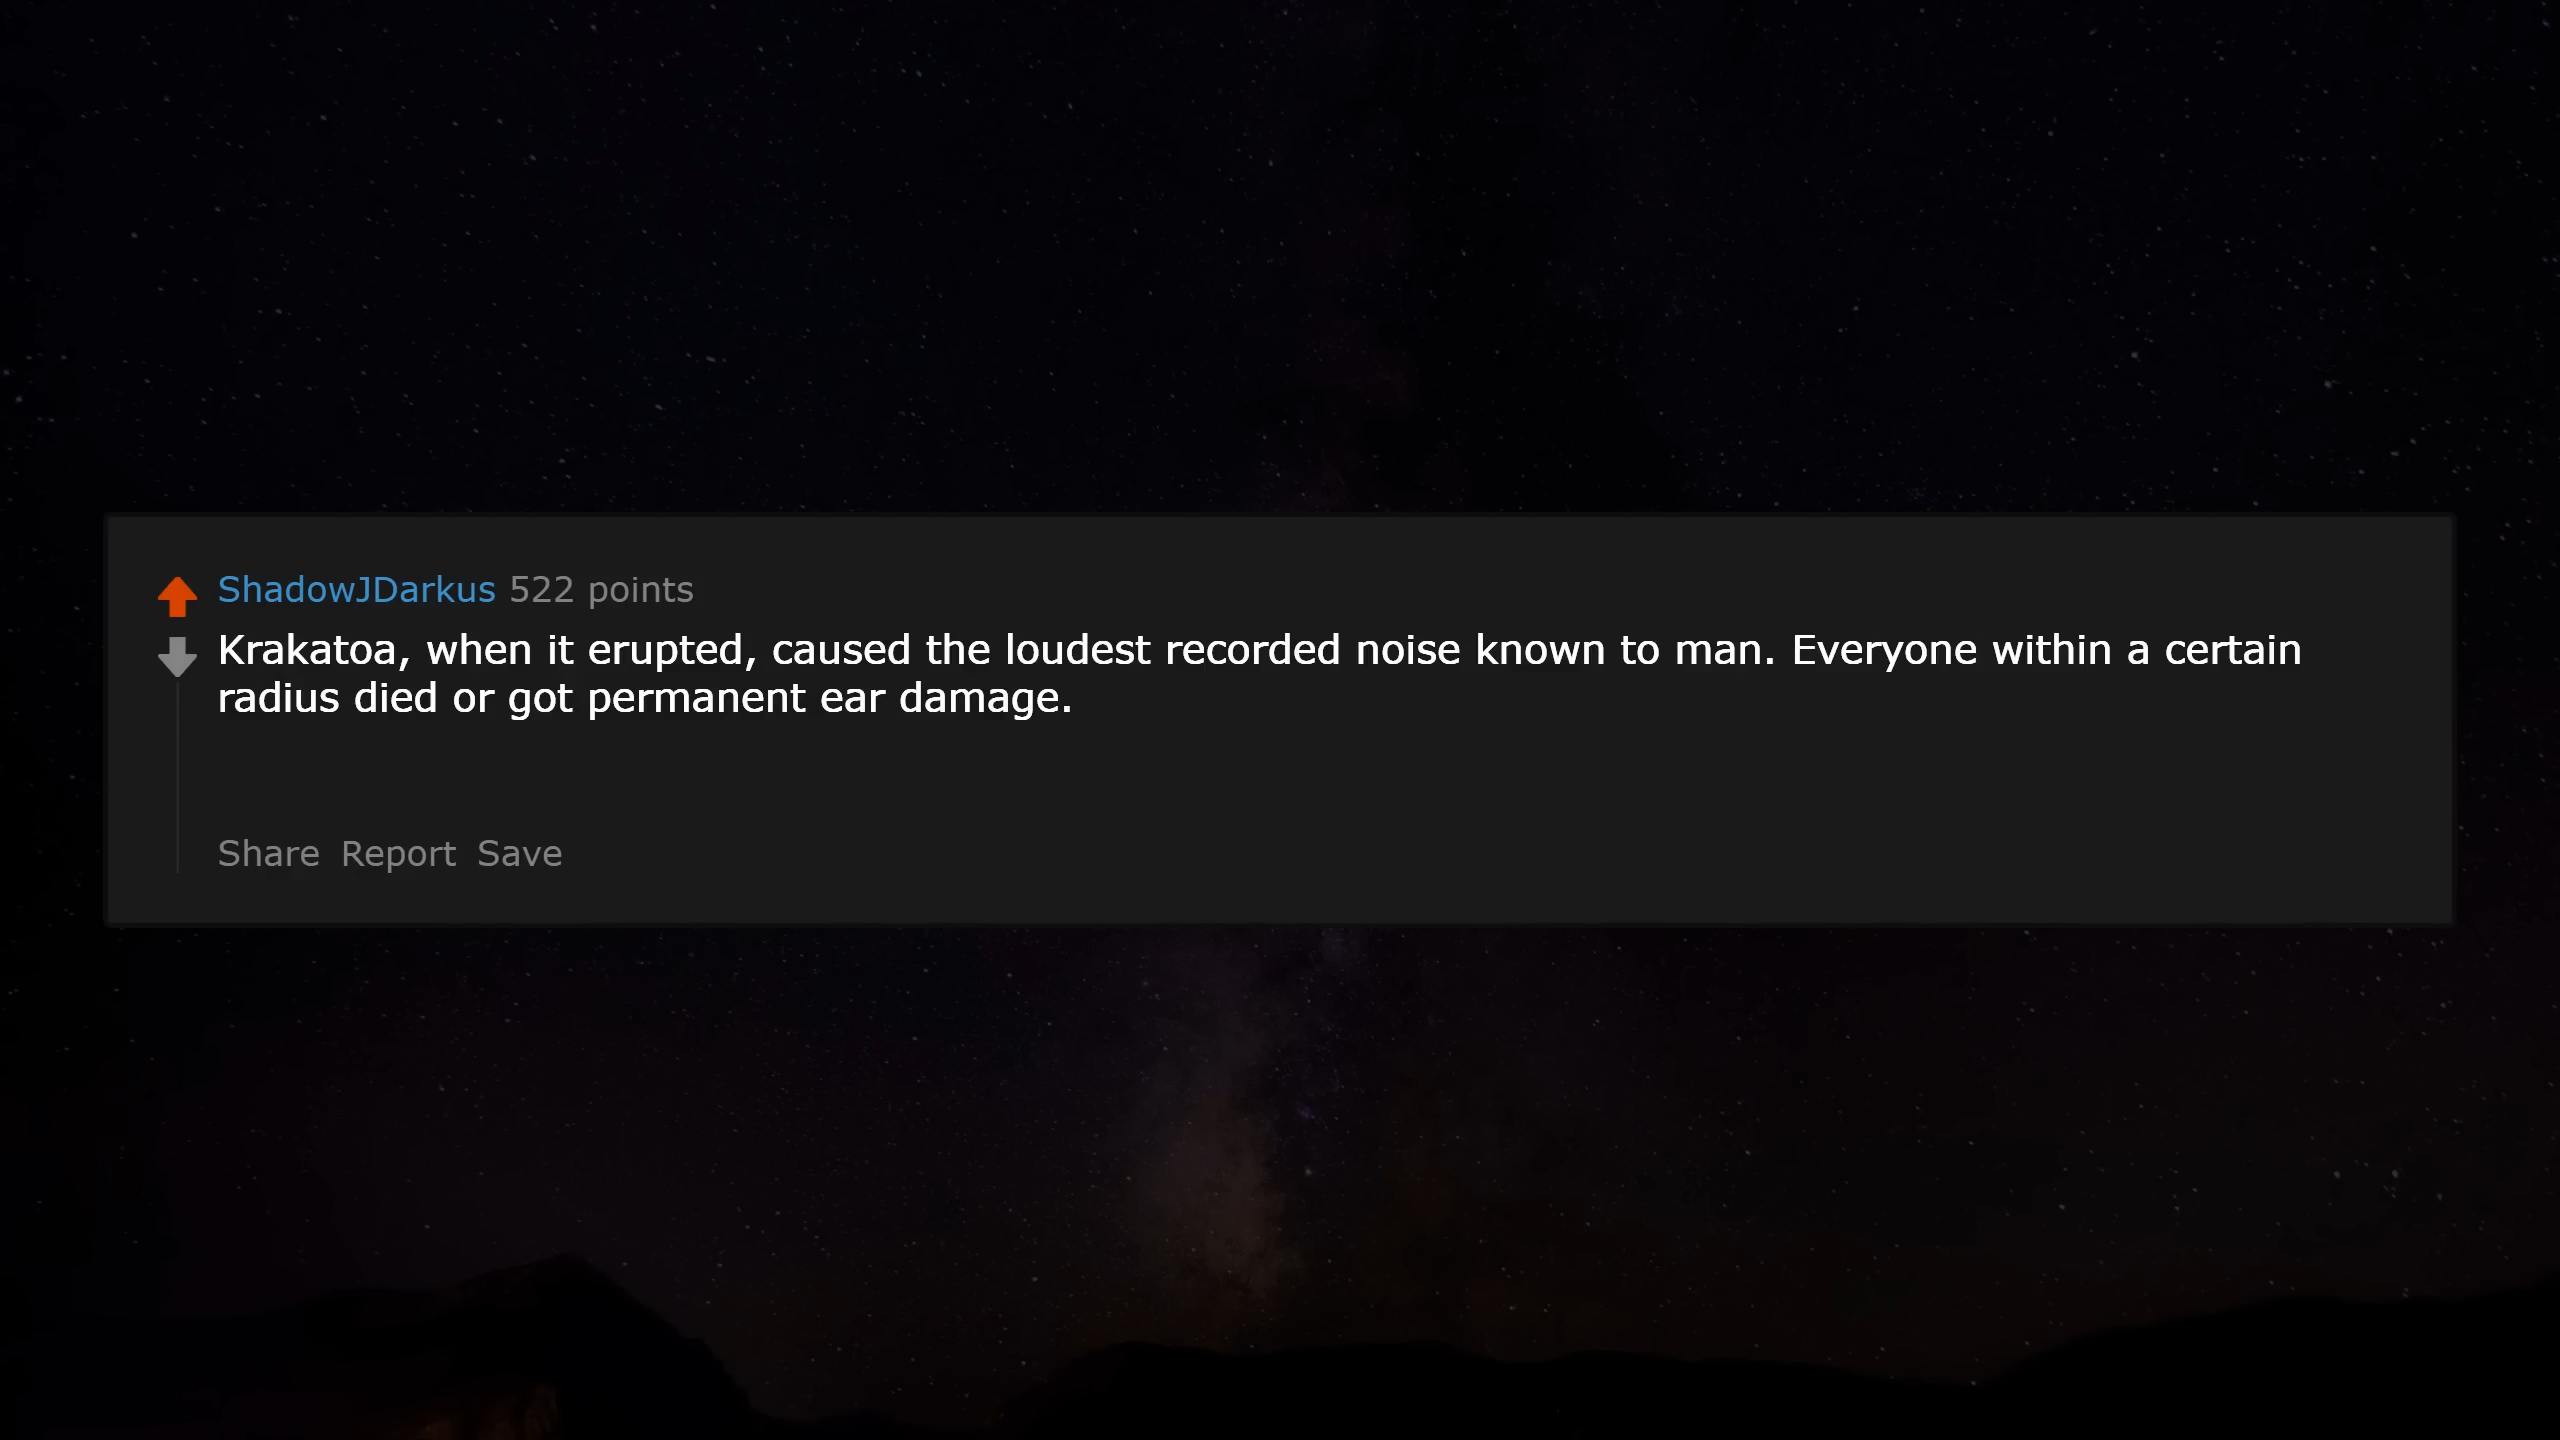 ShadowJDarkus 522 points
Krakatoa, when it erupted, caused the loudest recorded noise known to man. Everyone within a certain
radius died or got permanent ear damage.
Share Report Save